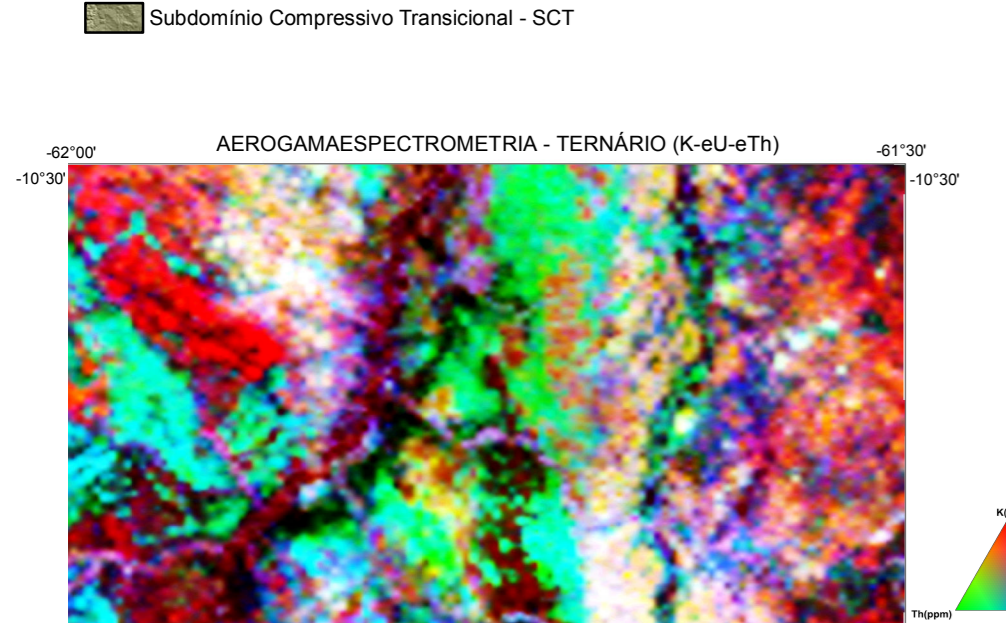 Subdomínio Compressivo Transicional - SCT
AEROGAMAESPECTROMETRIA - TERNÁRIO (K-eU-eTh)
-62°00'
-61°30'
-10°30'
-10°30'
K(
Th(ppm)